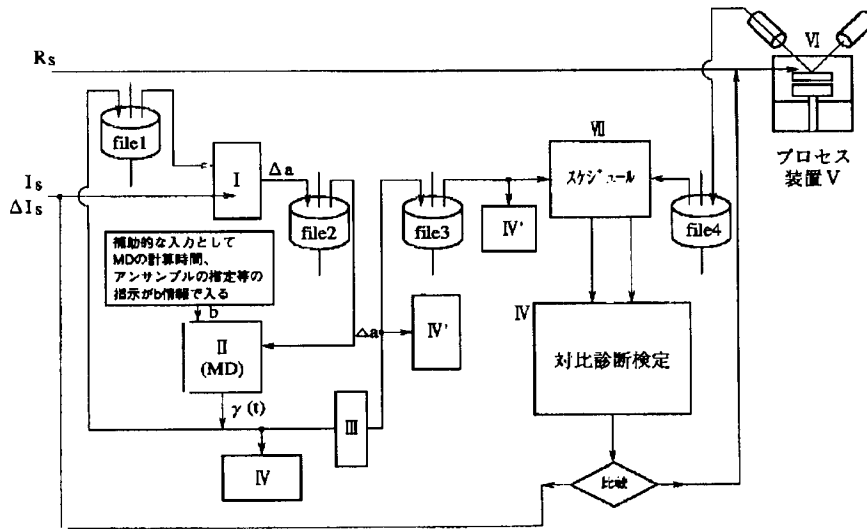 Rs
VI
file1
I
Δa
Is
ΔIs
file2
補助的な入力として
MDの計算時間、
アンサンブルの指定等の
指示がb情報で入る
b
II
(MD)
γ(t)
IV
III
Δa
IV'
file3
IV'
VII
スケジュール
file4
プロセス
装置V
IV
対比診断検定
比較